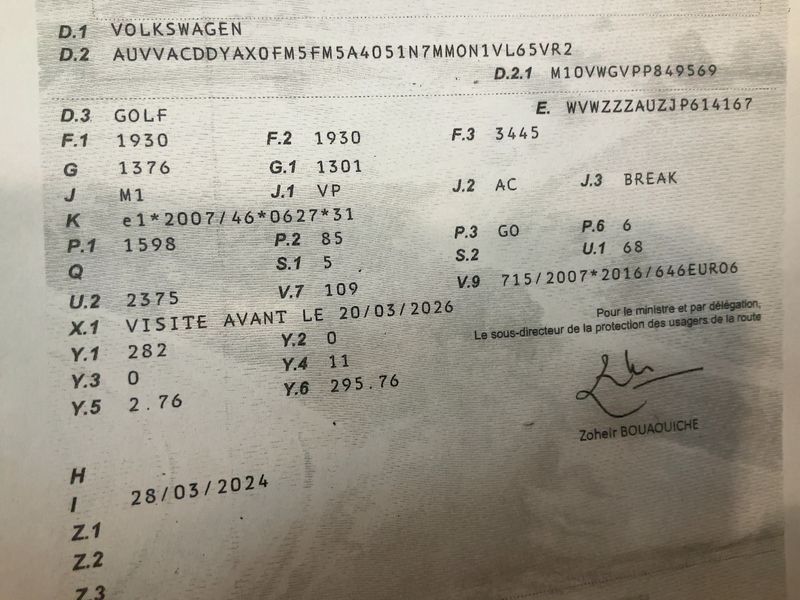 D.1 VOLKSWAGEN
D.2 AUVVACDDYAX0FM5FM5A4051N7MMON1VL65VR2
D.2.1 M10VWGVPP849569
D.3 GOLF
E. WVWZZZAUZJP614167
F.1 1930 F.2 1930 F.3 3445
G 1376 G.1 1301
J M1 J.1 VP J.2 AC J.3 BREAK
K e1*2007/46*0627*31
P.1 1598 P.2 85 P.3 GO P.6 6
Q S.1 5 S.2 U.1 68
U.2 2375 V.7 109 V.9 715/2007*2016/646EURO6
X.1 VISITE AVANT LE 20/03/2026
Pour le ministre et par délégation,
Le sous-directeur de la protection des usagers de la route
Y.1 282 Y.2 0
Y.3 0 Y.4 11
Y.5 2.76 Y.6 295.76
Zoheir BOUAOUICHE
H
I 28/03/2024
Z.1
Z.2
Z.3